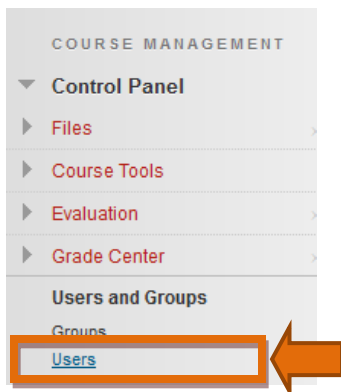 COURSE MANAGEMENT
Control Panel
Files
Course Tools
Evaluation
Grade Center
Users and Groups
Groups
Users